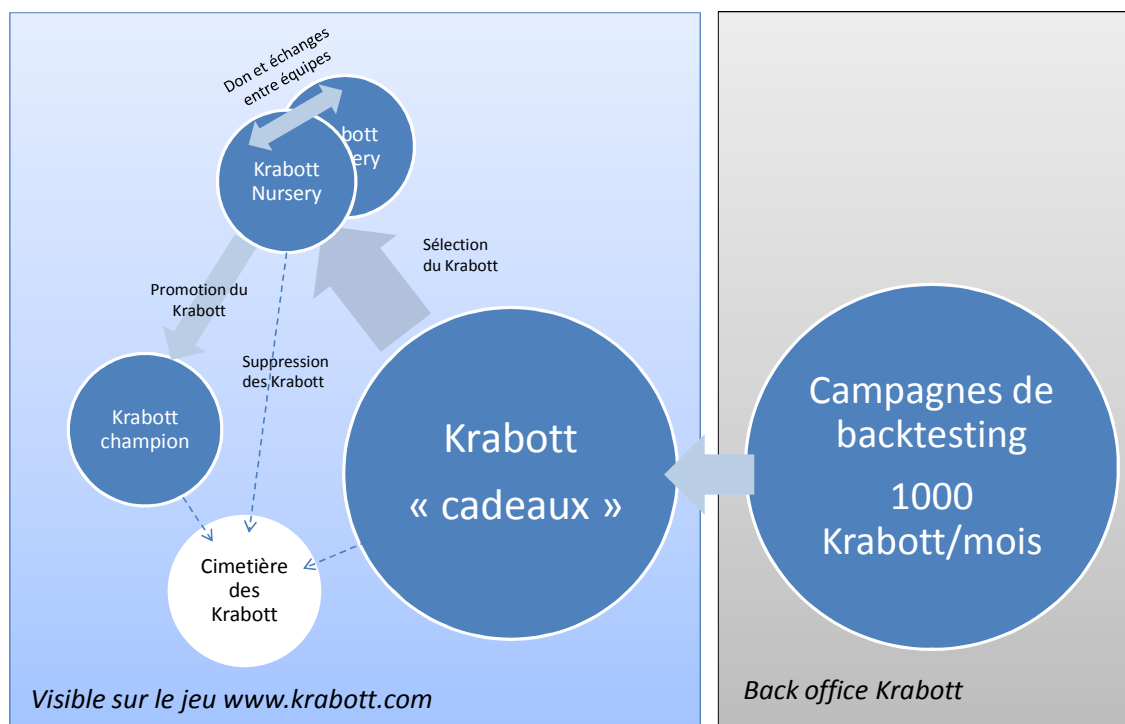 Don et échanges
entre équipes
bott
ery
Krabott
Nursery
Sélection
du Krabott
Promotion du
Krabott
Suppression
des Krabott
Krabott
champion
Krabott
« cadeaux »
Campagnes de
backtesting
1000
Krabott/mois
Cimetière
des
Krabott
Visible sur le jeu www.krabott.com
Back office Krabott